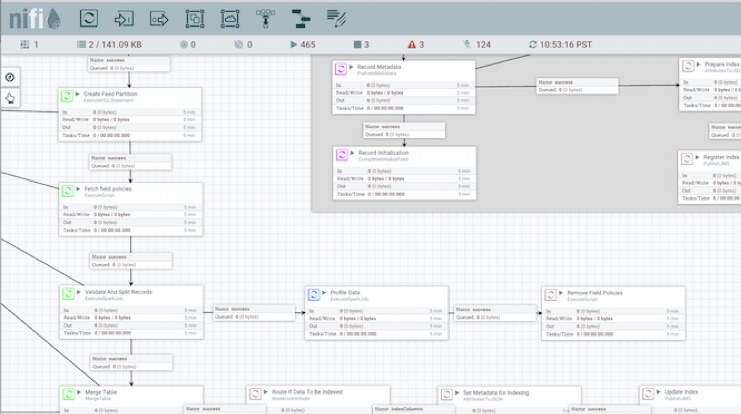 nifi
1 2 / 141.09 KB 0 0 465 3 3 124 10:53:16 PST
Name success
Queued 0 (0 bytes)
Create Feed Partition
ExecuteSQLStatement
In 0 (0 bytes) 5 min
Read/Write 0 bytes / 0 bytes 5 min
Out 0 (0 bytes) 5 min
Tasks/Time 0 / 00:00:00.000 5 min
Name success
Queued 0 (0 bytes)
Fetch field policies
ExecuteScript
In 0 (0 bytes) 5 min
Read/Write 0 bytes / 0 bytes 5 min
Out 0 (0 bytes) 5 min
Tasks/Time 0 / 00:00:00.000 5 min
Name success
Queued 0 (0 bytes)
Validate And Split Records
ExecuteSparkJob
In 0 (0 bytes) 5 min
Read/Write 0 bytes / 0 bytes 5 min
Out 0 (0 bytes) 5 min
Tasks/Time 0 / 00:00:00.000 5 min
Name success
Queued 0 (0 bytes)
Merge Table
Name success
Record Metadata
In 0 (0 bytes) 5 min
Read/Write 0 bytes / 0 bytes 5 min
Out 0 (0 bytes) 5 min
Tasks/Time 0 / 00:00:00.000 5 min
Name success
Queued 0 (0 bytes)
Record Initialization
CompleteInitializeFeed
In 0 (0 bytes) 5 min
Read/Write 0 bytes / 0 bytes 5 min
Out 0 (0 bytes) 5 min
Tasks/Time 0 / 00:00:00.000 5 min
Name success
Queued 0 (0 bytes)
Prepare Index
AttributesToJSON
In
Read/Write
Out
Tasks/Time
Name success
Queued 0
Register Index
PublishJMS
In
Read/Write
Out
Tasks/Time
Name success
Queued 0 (0 bytes)
Profile Data
ExecuteSparkJob
In 0 (0 bytes) 5 min
Read/Write 0 bytes / 0 bytes 5 min
Out 0 (0 bytes) 5 min
Tasks/Time 0 / 00:00:00.000 5 min
Name success
Queued 0 (0 bytes)
Remove Field Policies
ExecuteScript
In 0 (0 bytes) 5 min
Read/Write 0 bytes / 0 bytes 5 min
Out 0 (0 bytes) 5 min
Tasks/Time 0 / 00:00:00.000 5 min
Route If Data To Be Indexed
RouteOnAttribute
Name indexColumns
Set Metadata for Indexing
AttributesToJSON
Name success
Update Index
PublishJMS